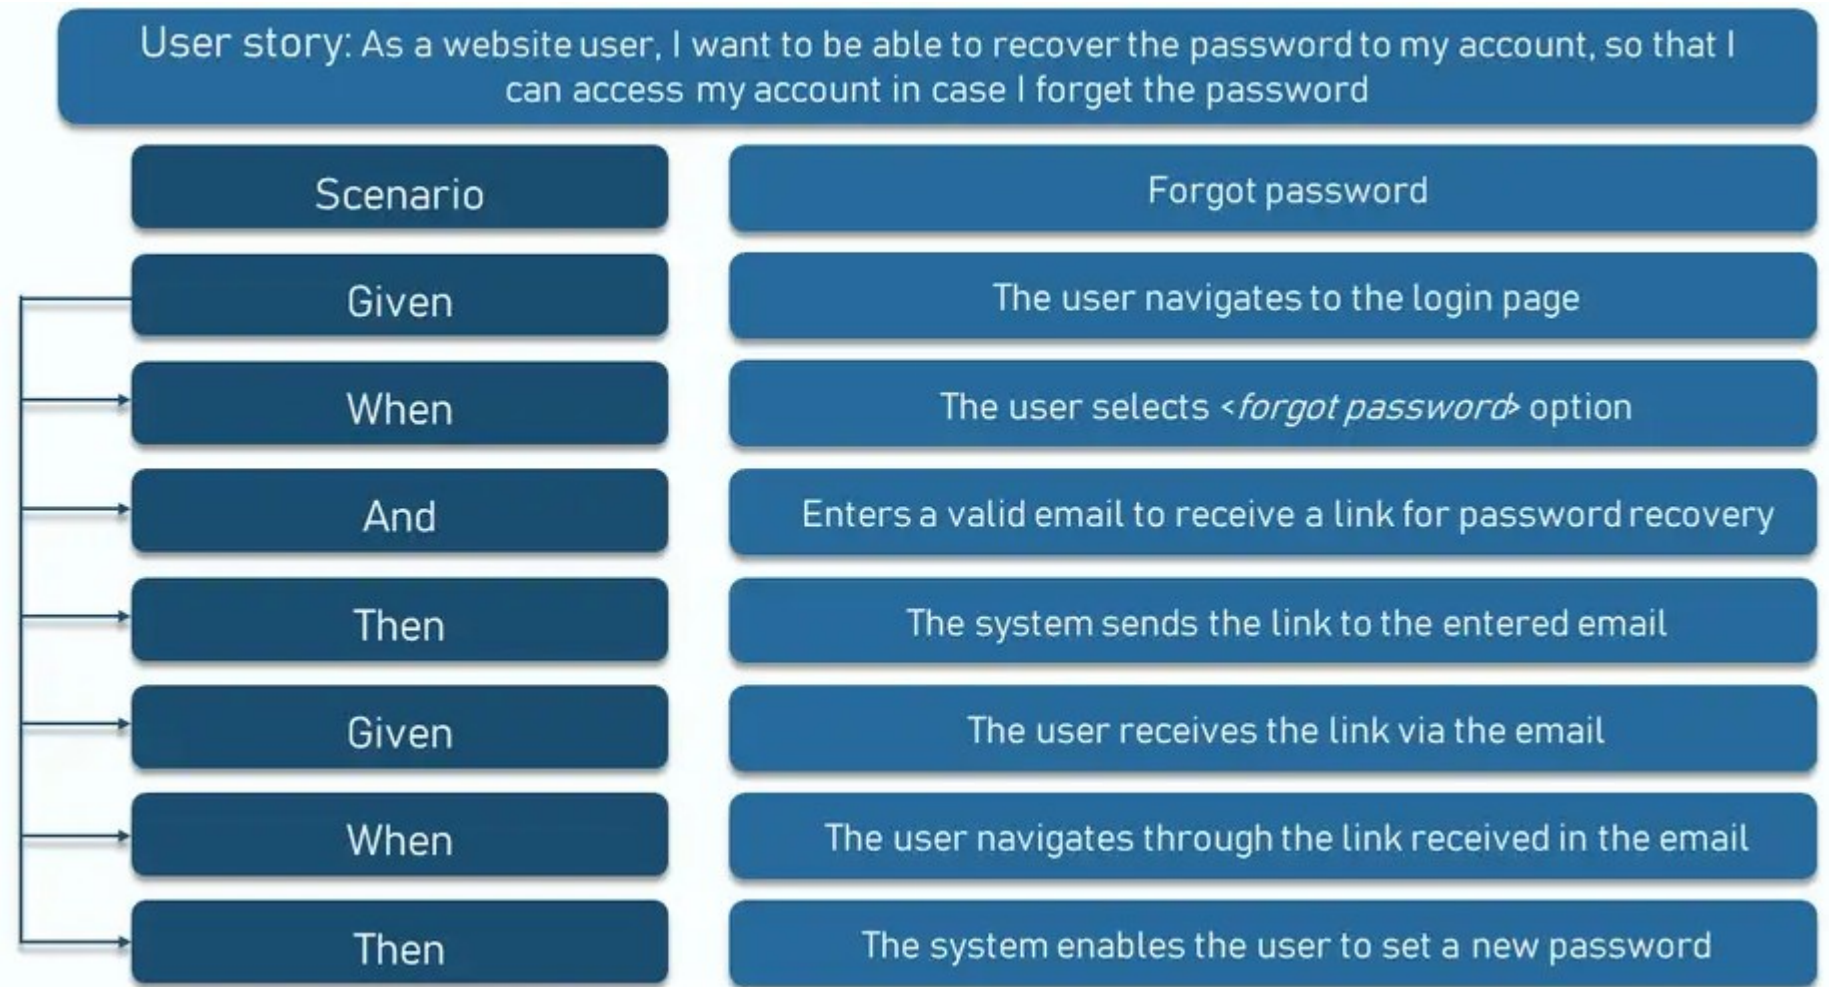 User story: As a website user, I want to be able to recover the password to my account, so that I
can access my account in case I forget the password
Scenario
Forgot password
Given
The user navigates to the login page
When
The user selects <forgot password> option
And
Enters a valid email to receive a link for password recovery
Then
The system sends the link to the entered email
Given
The user receives the link via the email
When
The user navigates through the link received in the email
Then
The system enables the user to set a new password